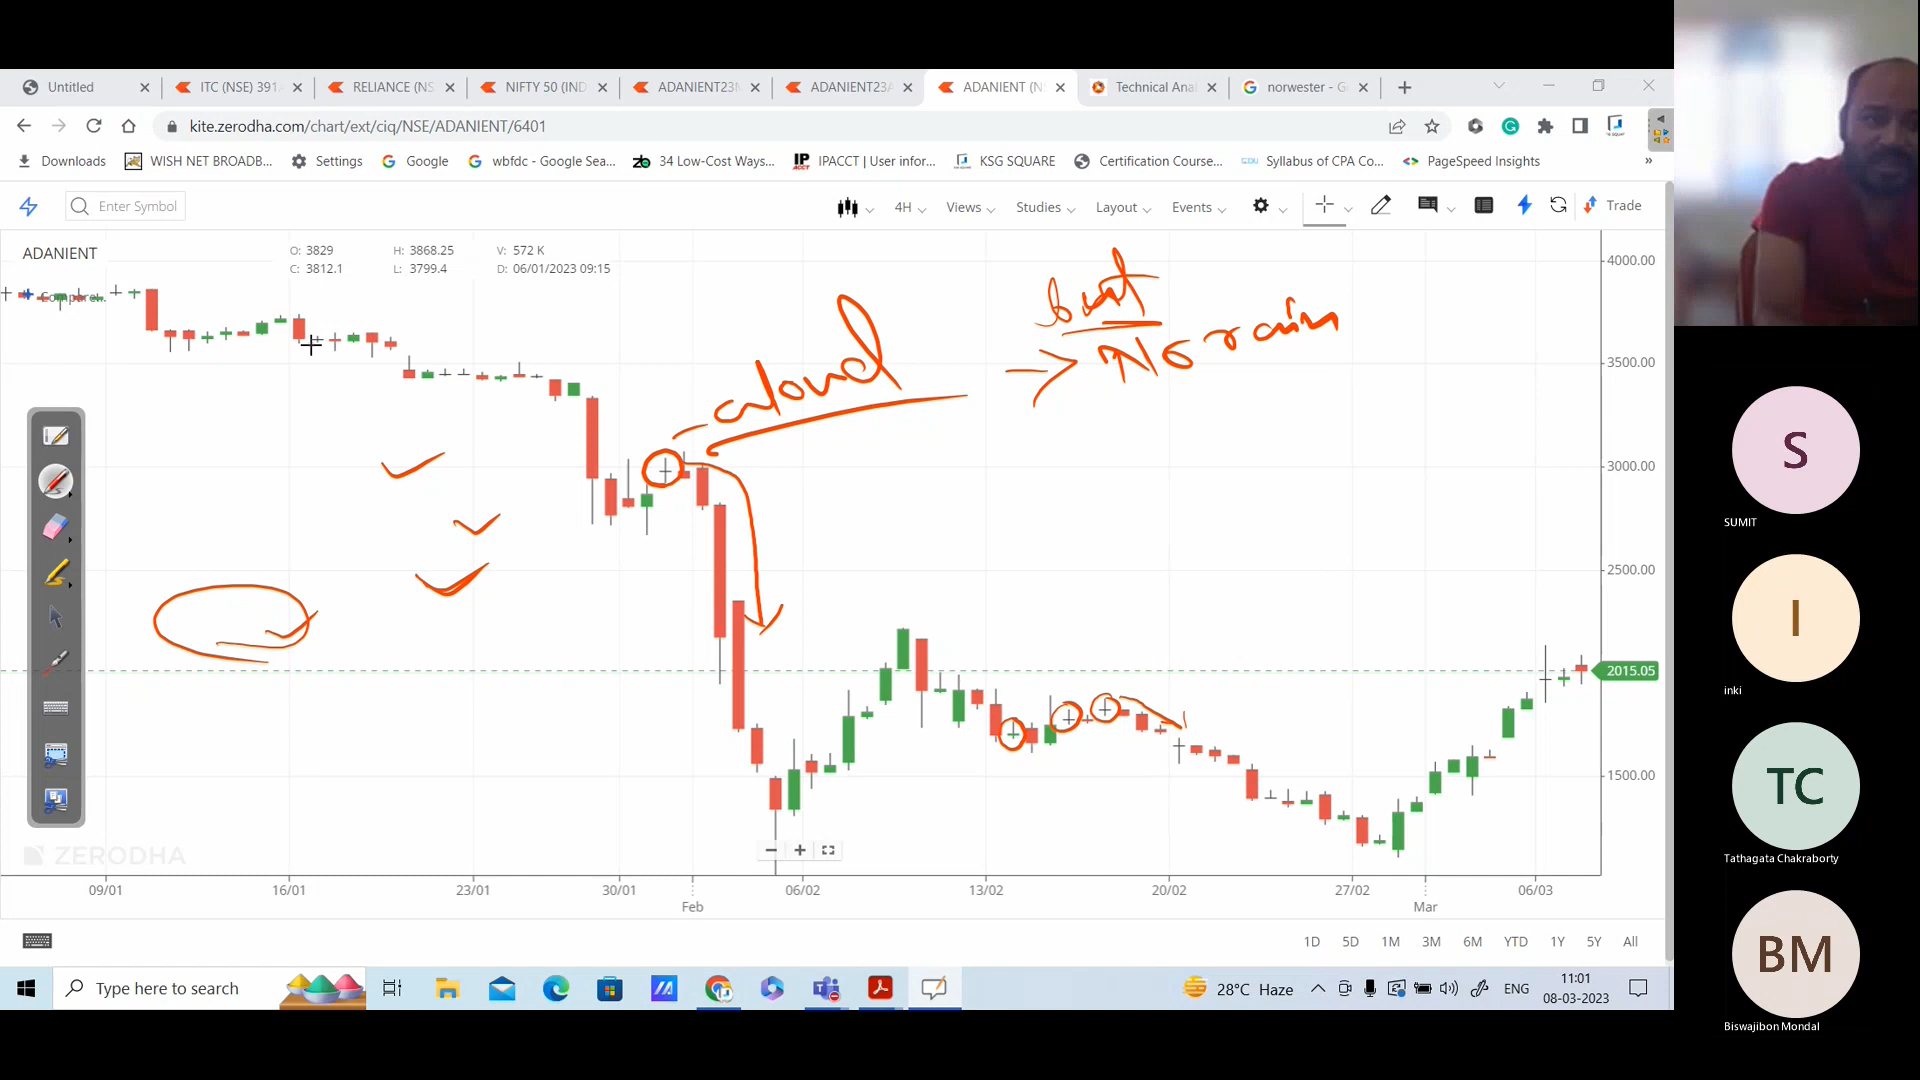 Untitled
ITC (NSE) 391
RELIANCE (NS
NIFTY 50 (IND
ADANIENT23
ADANIENT23
ADANIENT (N
Technical Anal
norwester - G
kite.zerodha.com/chart/ext/ciq/NSE/ADANIENT/6401
Downloads
WISH NET BROADB...
Settings
Google
wbfdc - Google Sea...
34 Low-Cost Ways...
IPACCT | User infor...
KSG SQUARE
Certification Course...
Syllabus of CPA Co...
PageSpeed Insights
»
Enter Symbol
4H
Views
Studies
Layout
Events
Trade
ADANIENT
O: 3829 H: 3868.25 V: 572 K
C: 3812.1 L: 3799.4 D: 06/01/2023 09:15
Compare..
but
No rain
cloud
4000.00
3500.00
3000.00
2500.00
2015.05
1500.00
ZERODHA
09/01 16/01 23/01 30/01 06/02 13/02 20/02 27/02 06/03
Feb Mar
1D 5D 1M 3M 6M YTD 1Y 5Y All
Type here to search
28°C Haze
ENG
11:01
08-03-2023
S
SUMIT
I
inki
TC
Tathagata Chakraborty
BM
Biswajibon Mondal